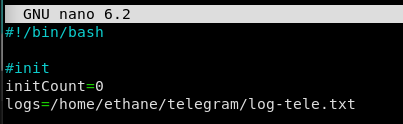 GNU nano 6.2
#!/bin/bash
#init
initCount=0
logs=/home/ethane/telegram/log-tele.txt